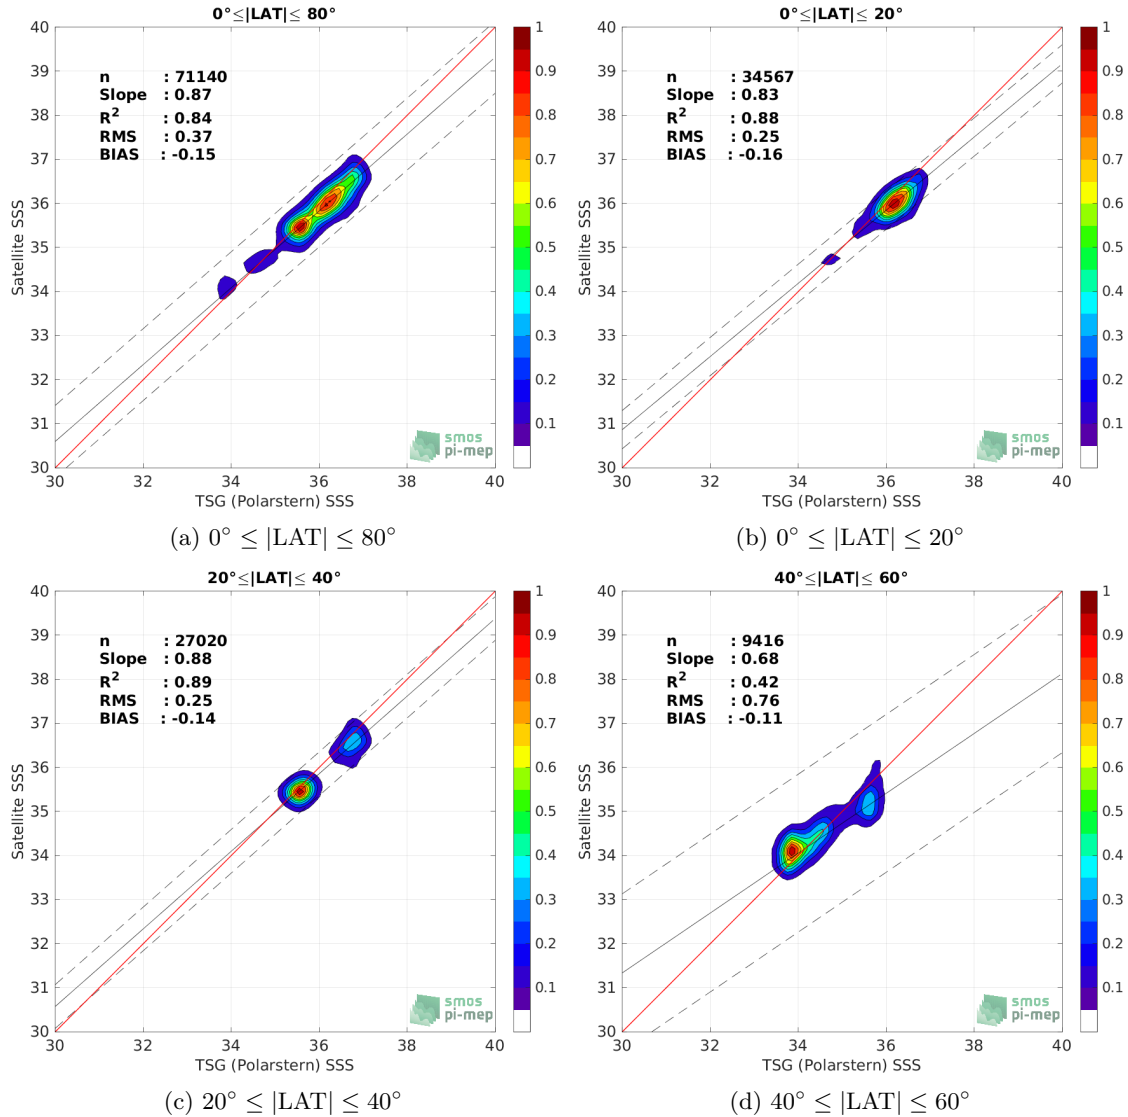 0°≤|LAT|≤ 80°
n : 71140
Slope : 0.87
R² : 0.84
RMS : 0.37
BIAS : -0.15
40
39
38
37
36
35
34
33
32
31
30
Satellite SSS
30 32 34 36 38 40
TSG (Polarstern) SSS
smos
pi-mep
1
0.9
0.8
0.7
0.6
0.5
0.4
0.3
0.2
0.1
(a) 0° ≤ |LAT| ≤ 80°
0°≤|LAT|≤ 20°
n : 34567
Slope : 0.83
R² : 0.88
RMS : 0.25
BIAS : -0.16
40
39
38
37
36
35
34
33
32
31
30
Satellite SSS
30 32 34 36 38 40
TSG (Polarstern) SSS
smos
pi-mep
1
0.9
0.8
0.7
0.6
0.5
0.4
0.3
0.2
0.1
(b) 0° ≤ |LAT| ≤ 20°
20°≤|LAT|≤ 40°
n : 27020
Slope : 0.88
R² : 0.89
RMS : 0.25
BIAS : -0.14
40
39
38
37
36
35
34
33
32
31
30
Satellite SSS
30 32 34 36 38 40
TSG (Polarstern) SSS
smos
pi-mep
1
0.9
0.8
0.7
0.6
0.5
0.4
0.3
0.2
0.1
(c) 20° ≤ |LAT| ≤ 40°
40°≤|LAT|≤ 60°
n : 9416
Slope : 0.68
R² : 0.42
RMS : 0.76
BIAS : -0.11
40
39
38
37
36
35
34
33
32
31
30
Satellite SSS
30 32 34 36 38 40
TSG (Polarstern) SSS
smos
pi-mep
1
0.9
0.8
0.7
0.6
0.5
0.4
0.3
0.2
0.1
(d) 40° ≤ |LAT| ≤ 60°